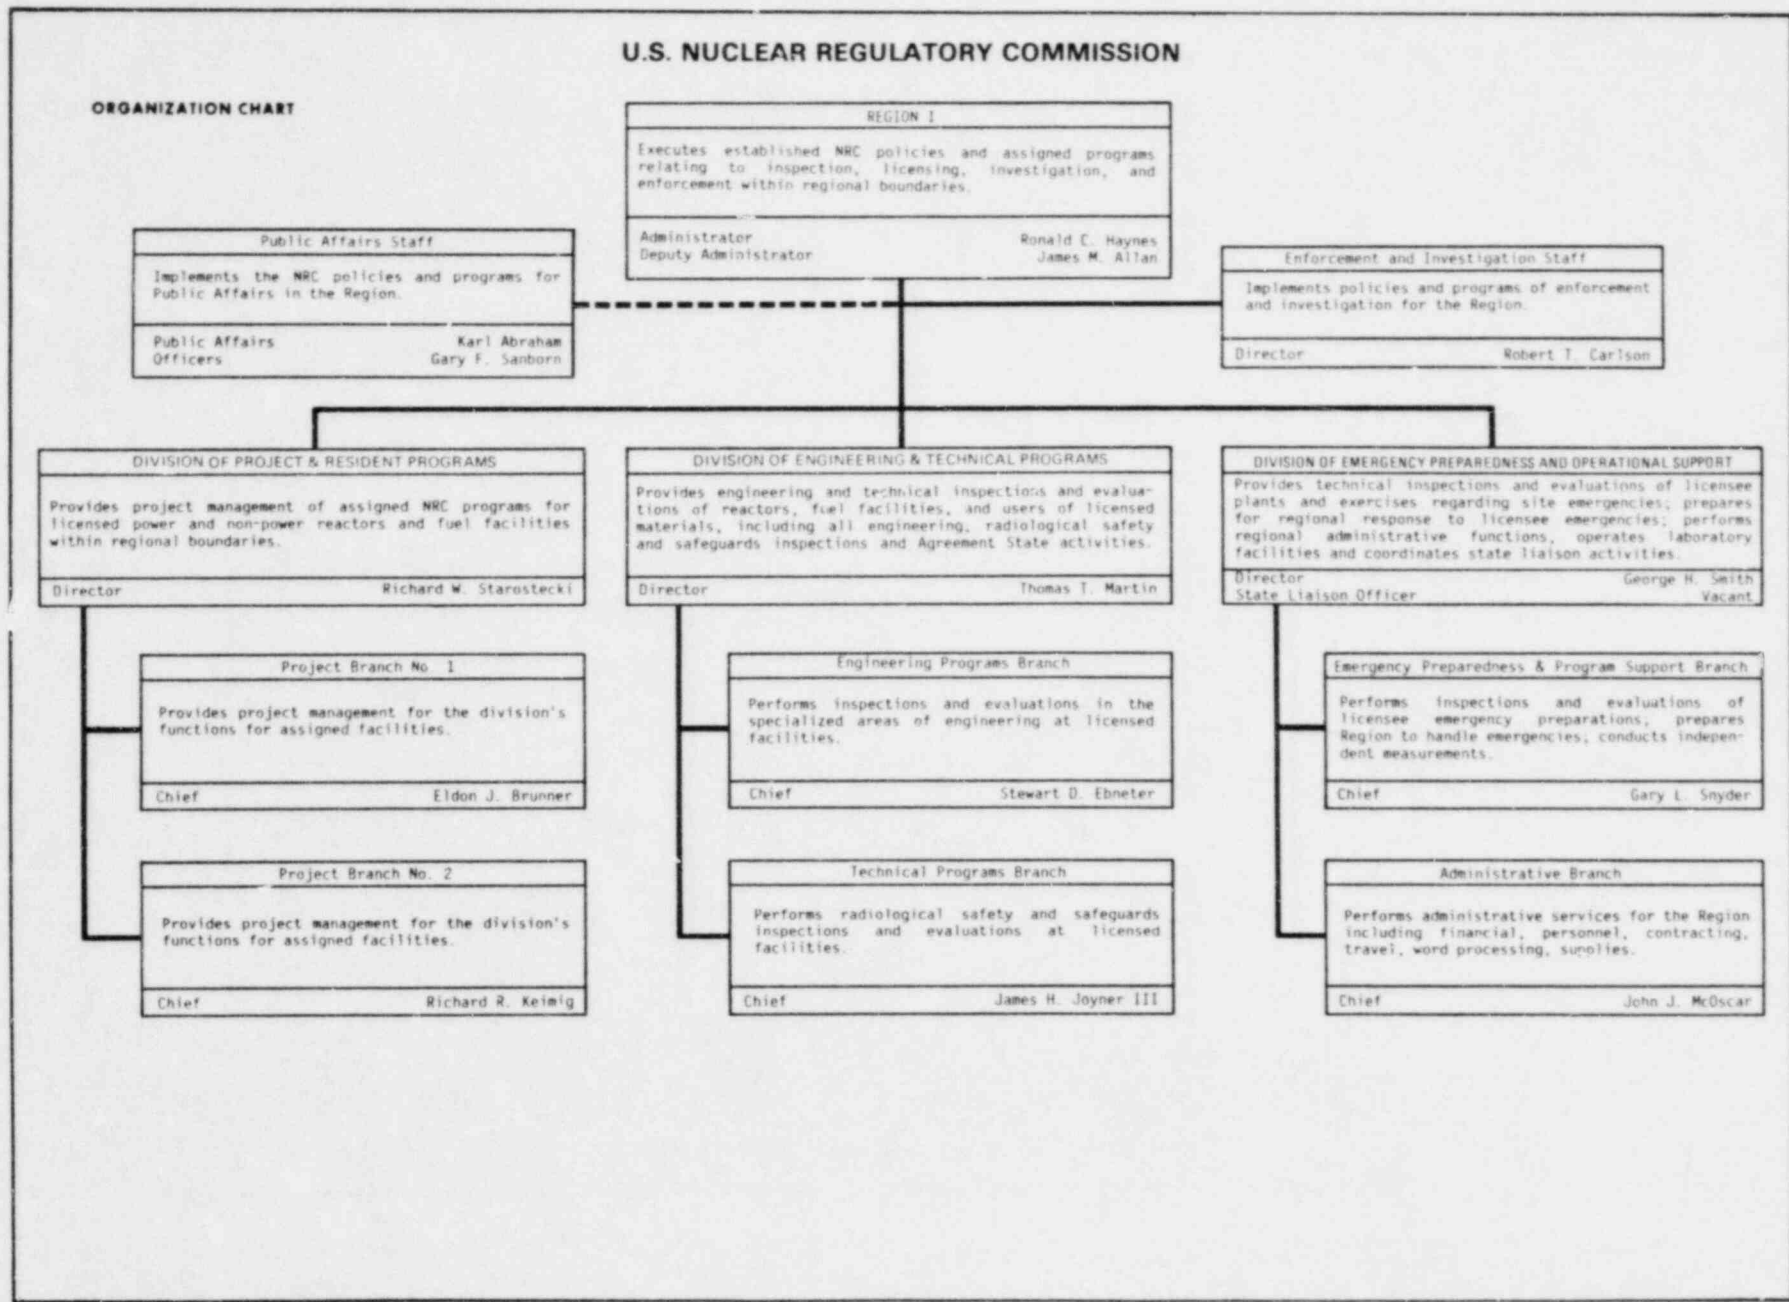 U.S. NUCLEAR REGULATORY COMMISSION
ORGANIZATION CHART
REGION I
Executes established NRC policies and assigned programs
relating to inspection, licensing, investigation, and
enforcement within regional boundaries.
Administrator Ronald C. Haynes
Deputy Administrator James M. Allan
Public Affairs Staff
Implements the NRC policies and programs for
Public Affairs in the Region.
Public Affairs Karl Abraham
Officers Gary F. Sanborn
Enforcement and Investigation Staff
Implements policies and programs of enforcement
and investigation for the Region.
Director Robert T. Carlson
DIVISION OF PROJECT & RESIDENT PROGRAMS
Provides project management of assigned NRC programs for
licensed power and non-power reactors and fuel facilities
within regional boundaries.
Director Richard W. Starostecki
DIVISION OF ENGINEERING & TECHNICAL PROGRAMS
Provides engineering and technical inspections and evalua-
tions of reactors, fuel facilities, and users of licensed
materials, including all engineering, radiological safety
and safeguards inspections and Agreement State activities.
Director Thomas T. Martin
DIVISION OF EMERGENCY PREPAREDNESS AND OPERATIONAL SUPPORT
Provides technical inspections and evaluations of licensee
plants and exercises regarding site emergencies; prepares
for regional response to licensee emergencies; performs
regional administrative functions, operates laboratory
facilities and coordinates state liaison activities.
Director George H. Smith
State Liaison Officer Vacant
Project Branch No. 1
Provides project management for the division's
functions for assigned facilities.
Chief Eldon J. Brunner
Engineering Programs Branch
Performs inspections and evaluations in the
specialized areas of engineering at licensed
facilities.
Chief Stewart D. Ebneter
Emergency Preparedness & Program Support Branch
Performs inspections and evaluations of
licensee emergency preparations, prepares
Region to handle emergencies, conducts indepen-
dent measurements.
Chief Gary L. Snyder
Project Branch No. 2
Provides project management for the division's
functions for assigned facilities.
Chief Richard R. Keimig
Technical Programs Branch
Performs radiological safety and safeguards
inspections and evaluations at licensed
facilities.
Chief James H. Joyner III
Administrative Branch
Performs administrative services for the Region
including financial, personnel, contracting,
travel, word processing, supplies.
Chief John J. McOscar